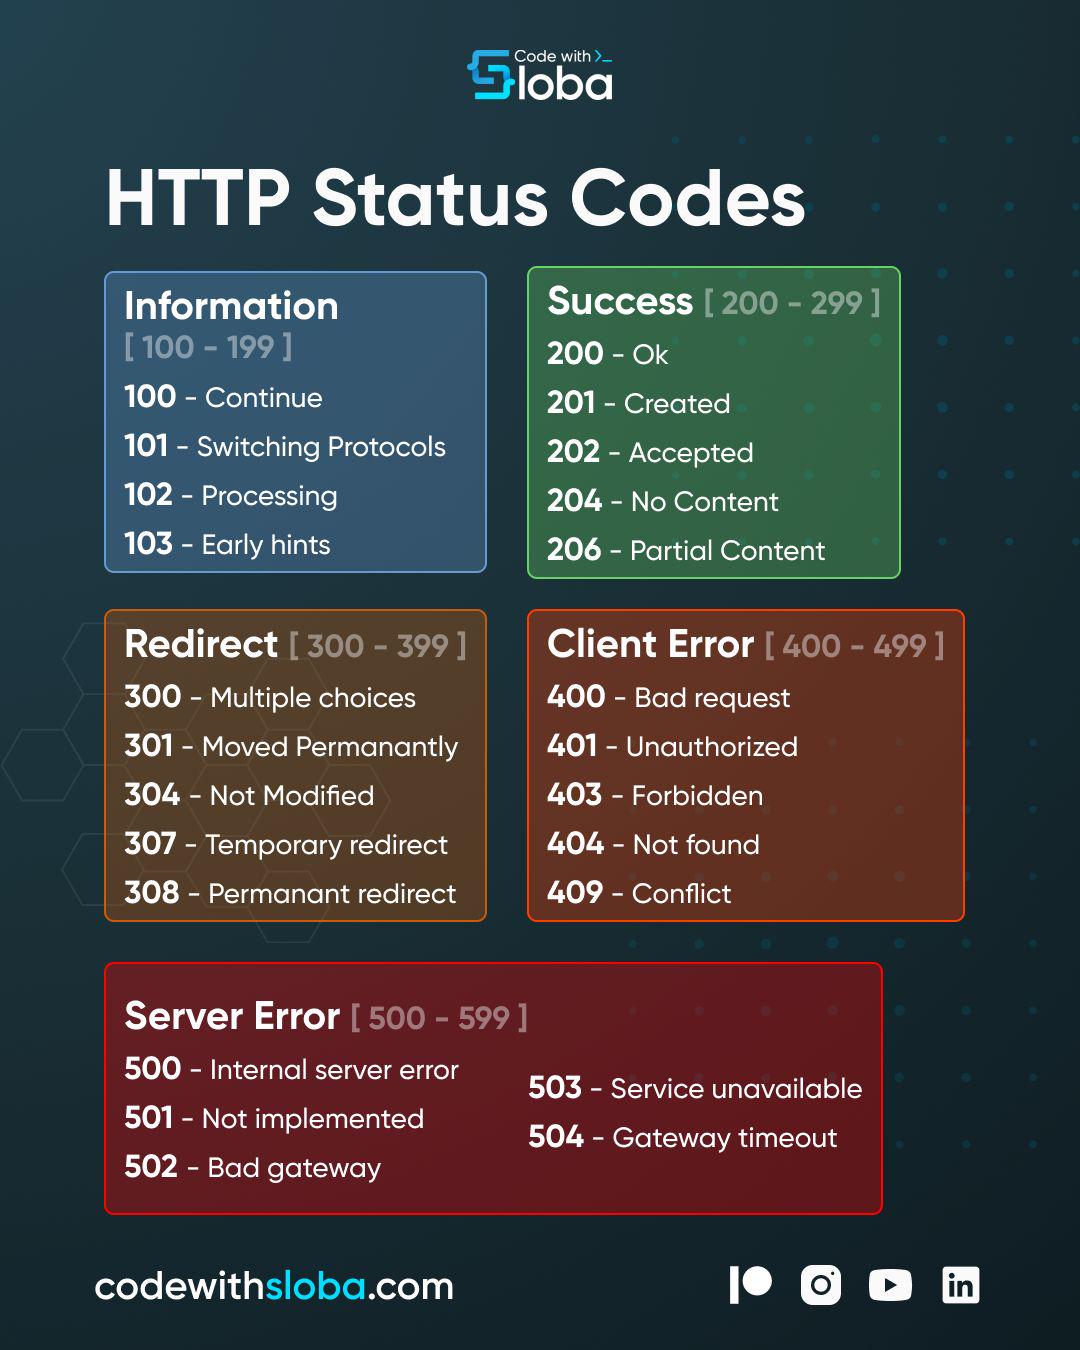 Code with >_
Sloba
HTTP Status Codes
Information
[ 100 - 199 ]
100 - Continue
101 - Switching Protocols
102 - Processing
103 - Early hints
Success [ 200 - 299 ]
200 - Ok
201 - Created
202 - Accepted
204 - No Content
206 - Partial Content
Redirect [ 300 - 399 ]
300 - Multiple choices
301 - Moved Permanantly
304 - Not Modified
307 - Temporary redirect
308 - Permanant redirect
Client Error [ 400 - 499 ]
400 - Bad request
401 - Unauthorized
403 - Forbidden
404 - Not found
409 - Conflict
Server Error [ 500 - 599 ]
500 - Internal server error
501 - Not implemented
502 - Bad gateway
503 - Service unavailable
504 - Gateway timeout
codewithsloba.com
in